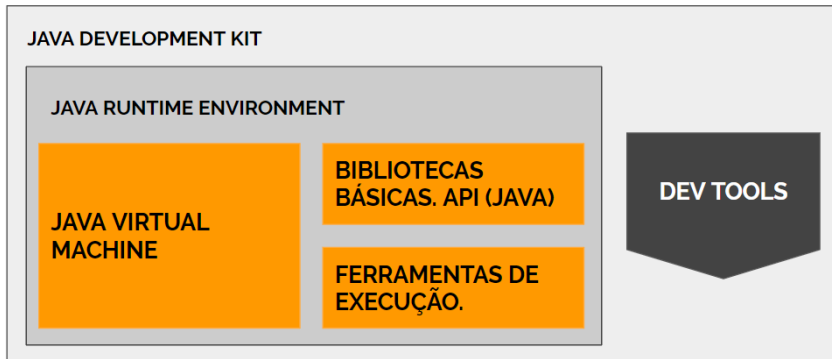 JAVA DEVELOPMENT KIT
JAVA RUNTIME ENVIRONMENT
JAVA VIRTUAL
MACHINE
BIBLIOTECAS
BÁSICAS. API (JAVA)
FERRAMENTAS DE
EXECUÇÃO.
DEV TOOLS